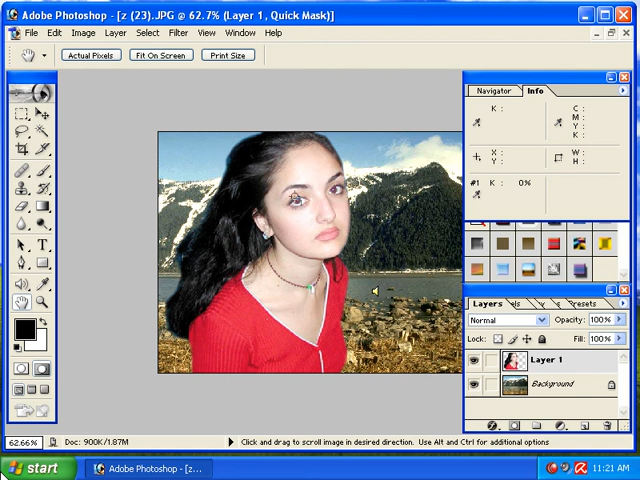 Adobe Photoshop - [z (23).JPG @ 62.7% (Layer 1, Quick Mask)]
File Edit Image Layer Select Filter View Window Help
Actual Pixels Fit On Screen Print Size
Navigator Info
K :
C :
M :
Y :
K :
X :
Y :
W :
H :
#1 K : 0%
Layers
Normal Opacity: 100%
Lock: Fill: 100%
Layer 1
Background
62.66% Doc: 900K/1.87M Click and drag to scroll image in desired direction. Use Alt and Ctrl for additional options
start Adobe Photoshop - [z... 11:21 AM